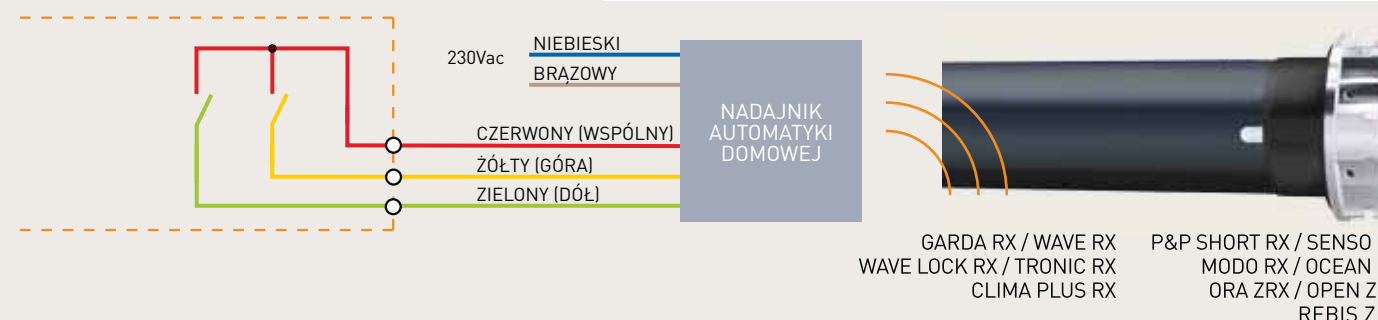 230Vac
NIEBIESKI
BRĄZOWY
CZERWONY (WSPÓLNY)
ŻÓŁTY (GÓRA)
ZIELONY (DÓŁ)
NADAJNIK
AUTOMATYKI
DOMOWEJ
GARDA RX / WAVE RX
WAVE LOCK RX / TRONIC RX
CLIMA PLUS RX
P&P SHORT RX / SENSO
MODO RX / OCEAN
ORA ZRX / OPEN Z
REBIS Z